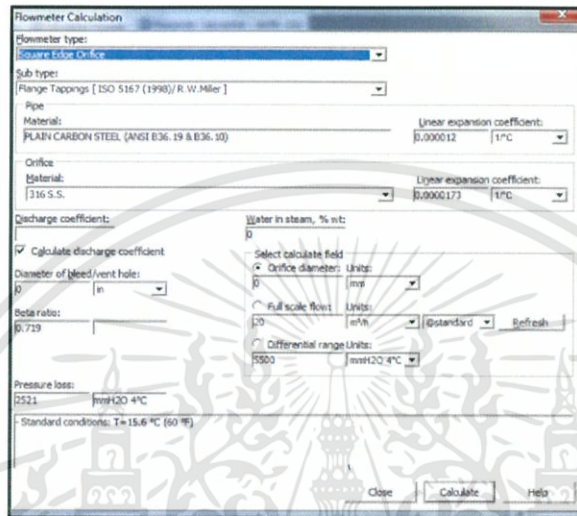 Flowmeter Calculation
Flowmeter type:
Square Edge Orifice
Sub type:
Flange Tappings [ ISO 5167 (1998)/ R.W.Miller ]
Pipe
Material:
Linear expansion coefficient:
PLAIN CARBON STEEL (ANSI B36.19 & B36.10)
0.000012
1/°C
Orifice
Material:
Linear expansion coefficient:
316 S.S.
0.0000173
1/°C
Discharge coefficient:
Water in steam, % wt:
0
Calculate discharge coefficient
Select calculate field
Diameter of bleed/vent hole:
Orifice diameter:
Units:
0
in
0
mm
Beta ratio:
Full scale flow:
Units:
0.719
20
m³/h
@standard
Refresh
Differential range
Units:
5500
mmH2O 4°C
Pressure loss:
2521
mmH2O 4°C
- Standard conditions: T=15.6 °C (60 °F)
Close
Calculate
Help